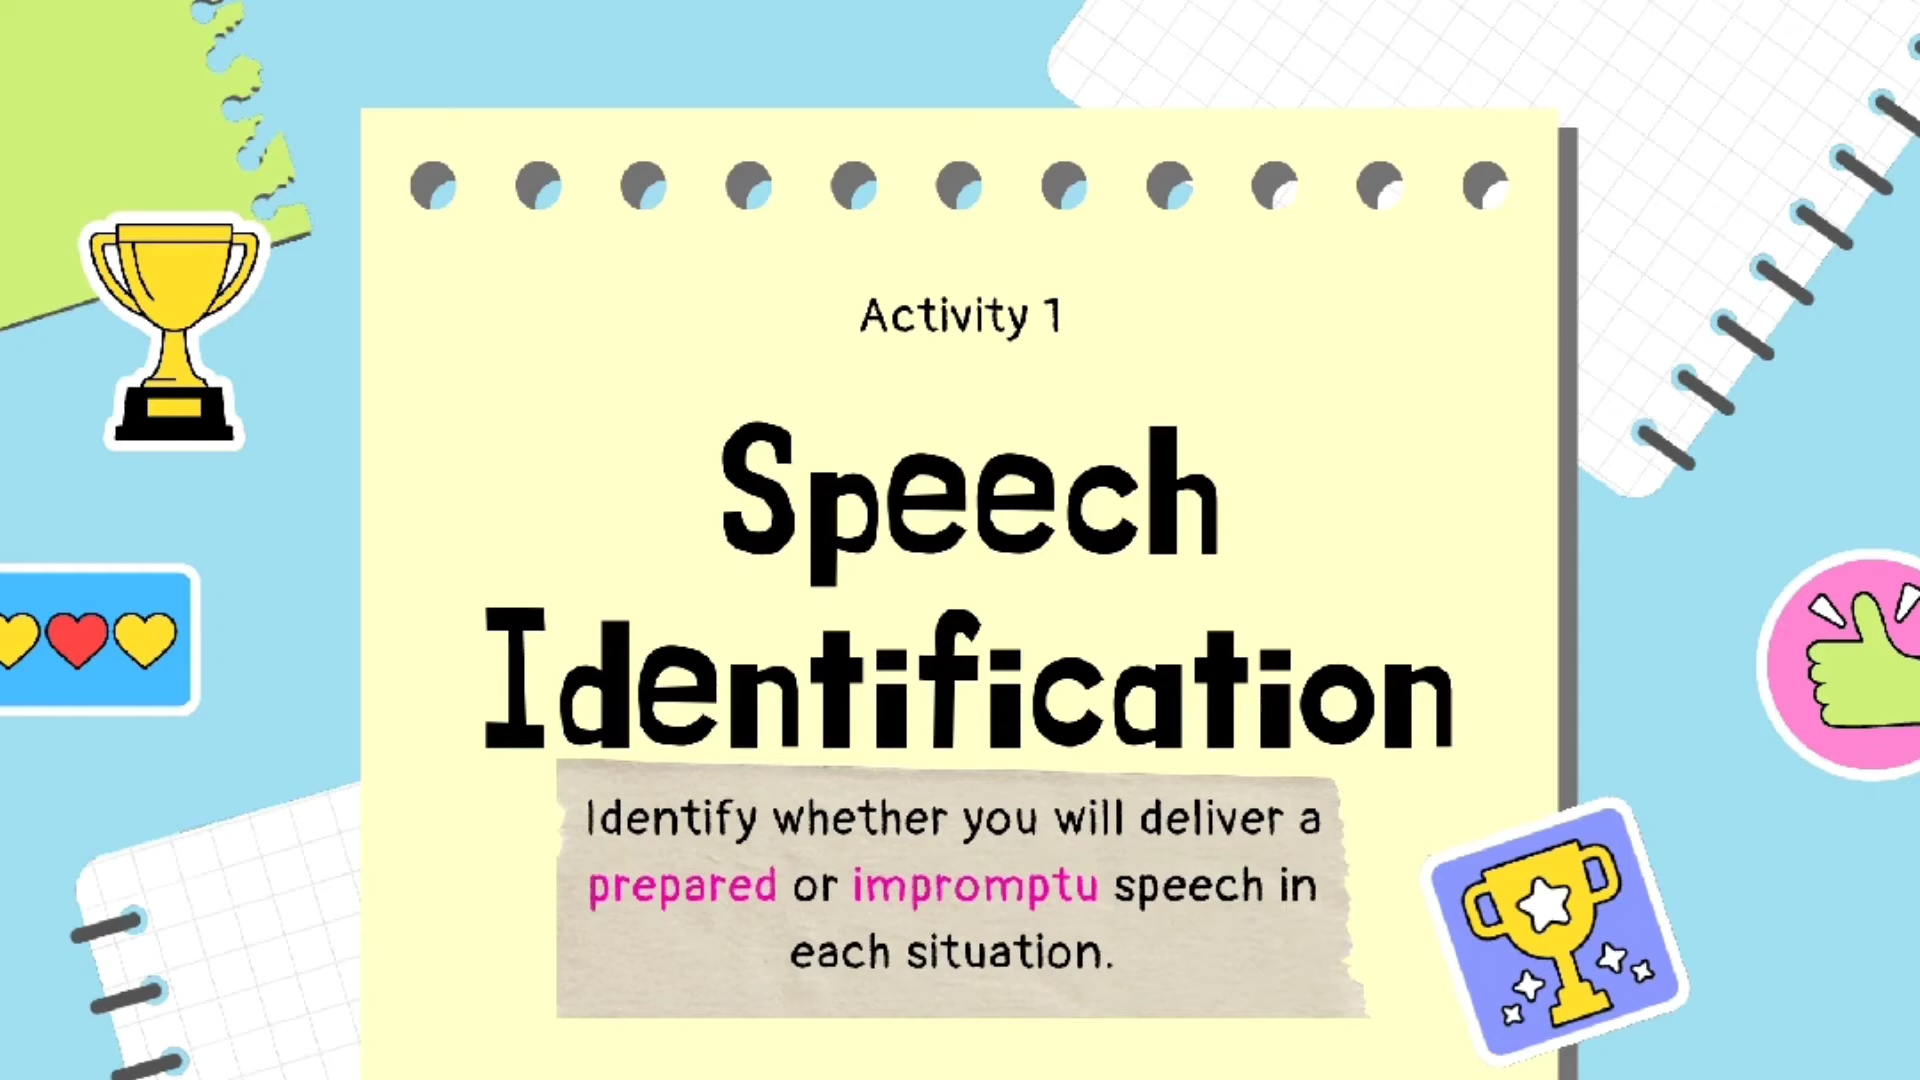 Activity 1
Speech
Identification
Identify whether you will deliver a
prepared or impromptu speech in
each situation.